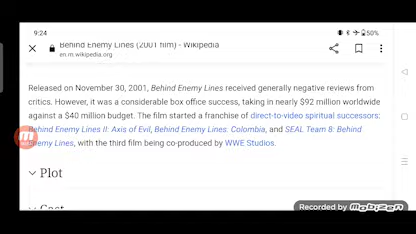 9:24
50%
Behind Enemy Lines (2001 film) - Wikipedia
en.m.wikipedia.org
Released on November 30, 2001, Behind Enemy Lines received generally negative reviews from
critics. However, it was a considerable box office success, taking in nearly $92 million worldwide
against a $40 million budget. The film started a franchise of direct-to-video spiritual successors:
Behind Enemy Lines II: Axis of Evil, Behind Enemy Lines: Colombia, and SEAL Team 8: Behind
Enemy Lines, with the third film being co-produced by WWE Studios.
Plot
Cast
Recorded by Mobizen